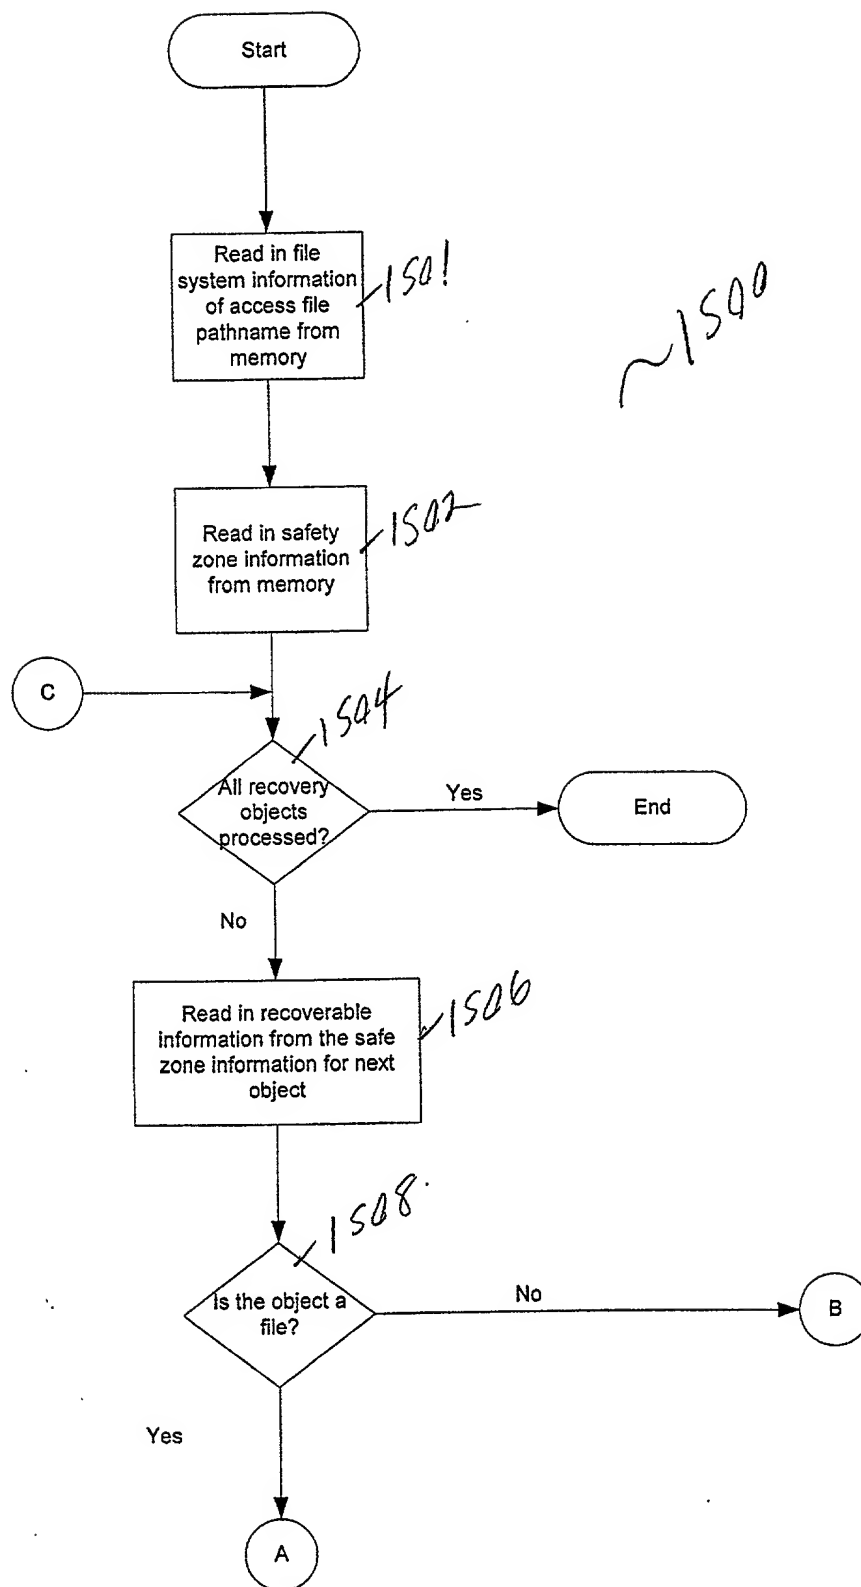 Start
Read in file
system information
of access file
pathname from
memory
1501
1500
Read in safety
zone information
from memory
1502
C
1504
All recovery
objects
processed?
Yes
End
No
Read in recoverable
information from the safe
zone information for next
object
1506
1508
Is the object a
file?
No
B
Yes
A